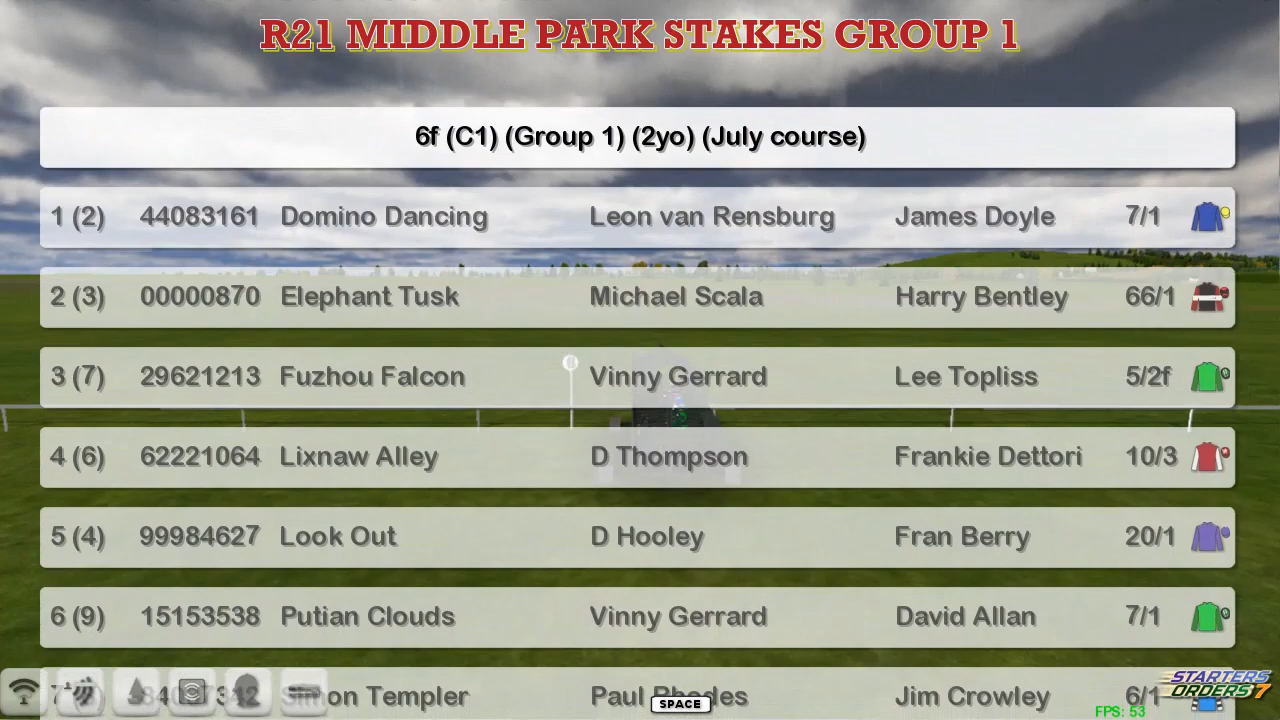 R21 MIDDLE PARK STAKES GROUP 1
6f (C1) (Group 1) (2yo) (July course)
1 (2) 44083161 Domino Dancing Leon van Rensburg James Doyle 7/1
2 (3) 00000870 Elephant Tusk Michael Scala Harry Bentley 66/1
3 (7) 29621213 Fuzhou Falcon Vinny Gerrard Lee Topliss 5/2f
4 (6) 62221064 Lixnaw Alley D Thompson Frankie Dettori 10/3
5 (4) 99984627 Look Out D Hooley Fran Berry 20/1
6 (9) 15153538 Putian Clouds Vinny Gerrard David Allan 7/1
Simon Templer Paul Rhodes Jim Crowley 6/1
SPACE
STARTERS ORDERS 7
FPS: 53